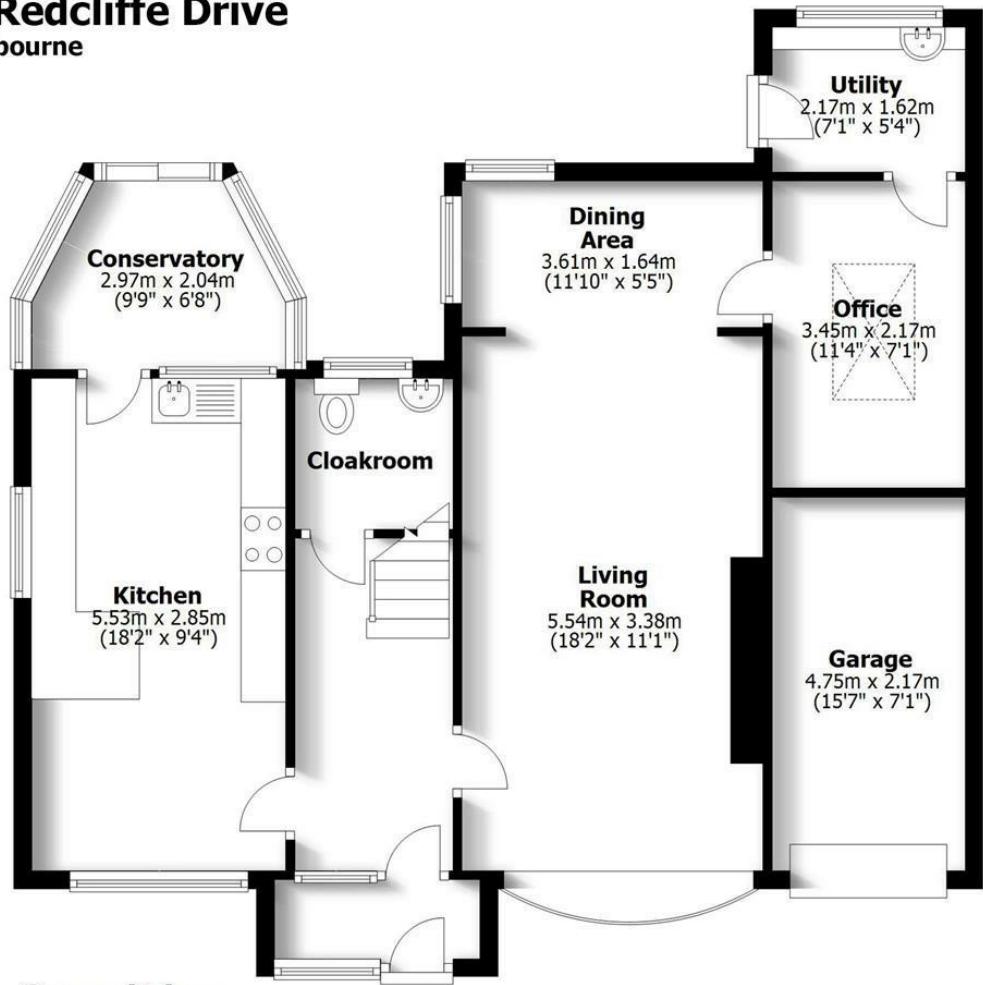 Redcliffe Drive
bourne
Utility
2.17m x 1.62m
(7'1" x 5'4")
Dining
Area
3.61m x 1.64m
(11'10" x 5'5")
Conservatory
2.97m x 2.04m
(9'9" x 6'8")
Office
3.45m x 2.17m
(11'4" x 7'1")
Cloakroom
Kitchen
5.53m x 2.85m
(18'2" x 9'4")
Living
Room
5.54m x 3.38m
(18'2" x 11'1")
Garage
4.75m x 2.17m
(15'7" x 7'1")